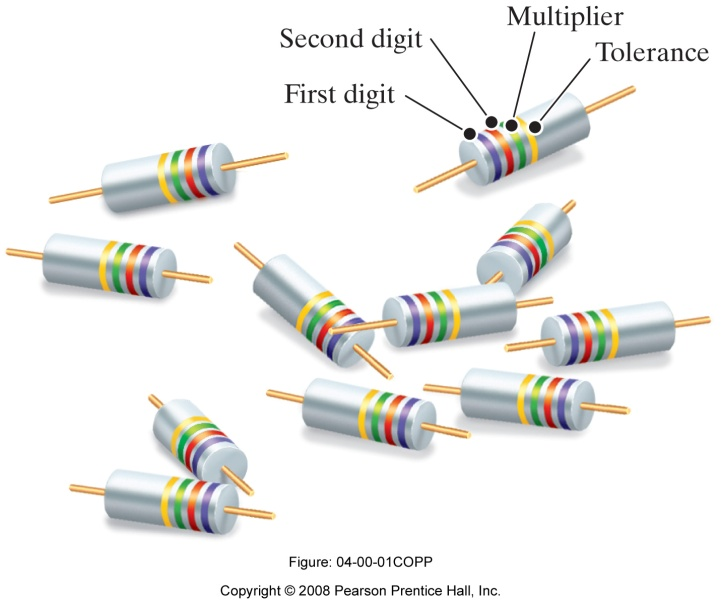 Multiplier
Second digit
Tolerance
First digit
Figure: 04-00-01COPP
Copyright © 2008 Pearson Prentice Hall, Inc.